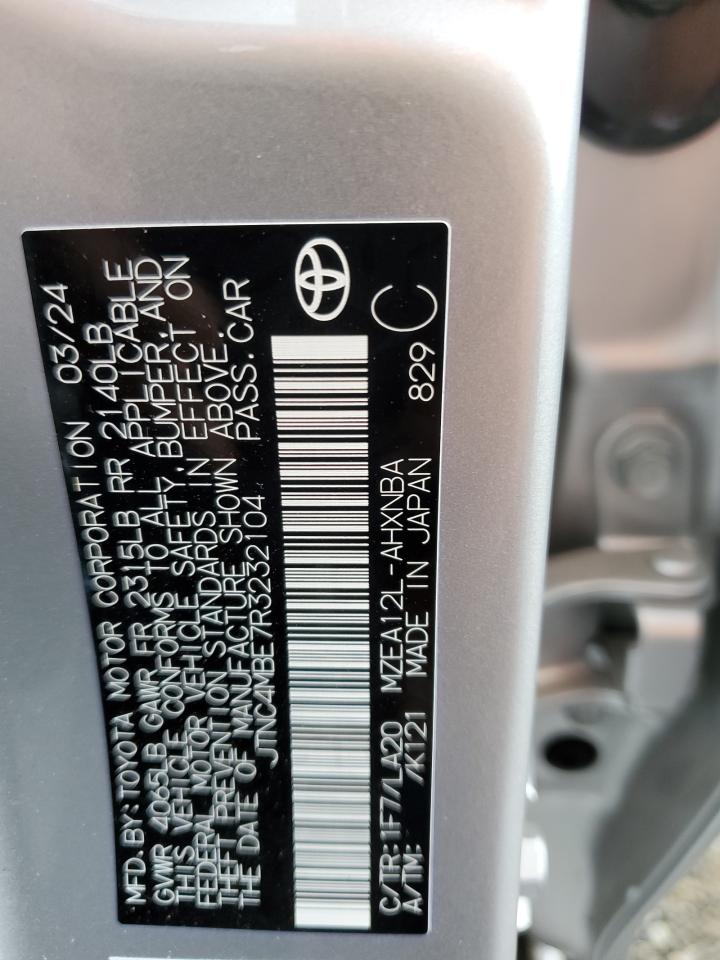 MFD.BY:TOYOTA MOTOR CORPORATION 03/24
GVWR 4065LB GAWR FR 2315LB RR 2140LB
THIS VEHICLE CONFORMS TO ALL APPLICABLE
FEDERAL MOTOR VEHICLE SAFETY,BUMPER,AND
THEFT PREVENTION STANDARDS IN EFFECT ON
THE DATE OF MANUFACTURE SHOWN ABOVE.
JTNC4MBE7R3232104 PASS.CAR
C/TR:1F7/LA20 MZEA12L-AHXNBA
A/TM: /K121 MADE IN JAPAN 829 C